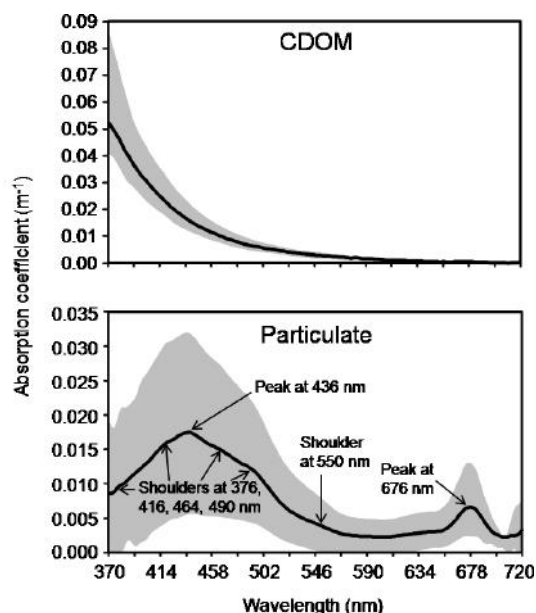 CDOM
0.09
0.08
0.07
0.06
0.05
0.04
0.03
0.02
0.01
0.00
Absorption coefficient (m-1)
Particulate
0.035
0.030
0.025
0.020
0.015
0.010
0.005
0.000
Peak at 436 nm
Shoulder
at 550 nm
Peak at
676 nm
Shoulders at 376,
416, 464, 490 nm
370 414 458 502 546 590 634 678 720
Wavelength (nm)